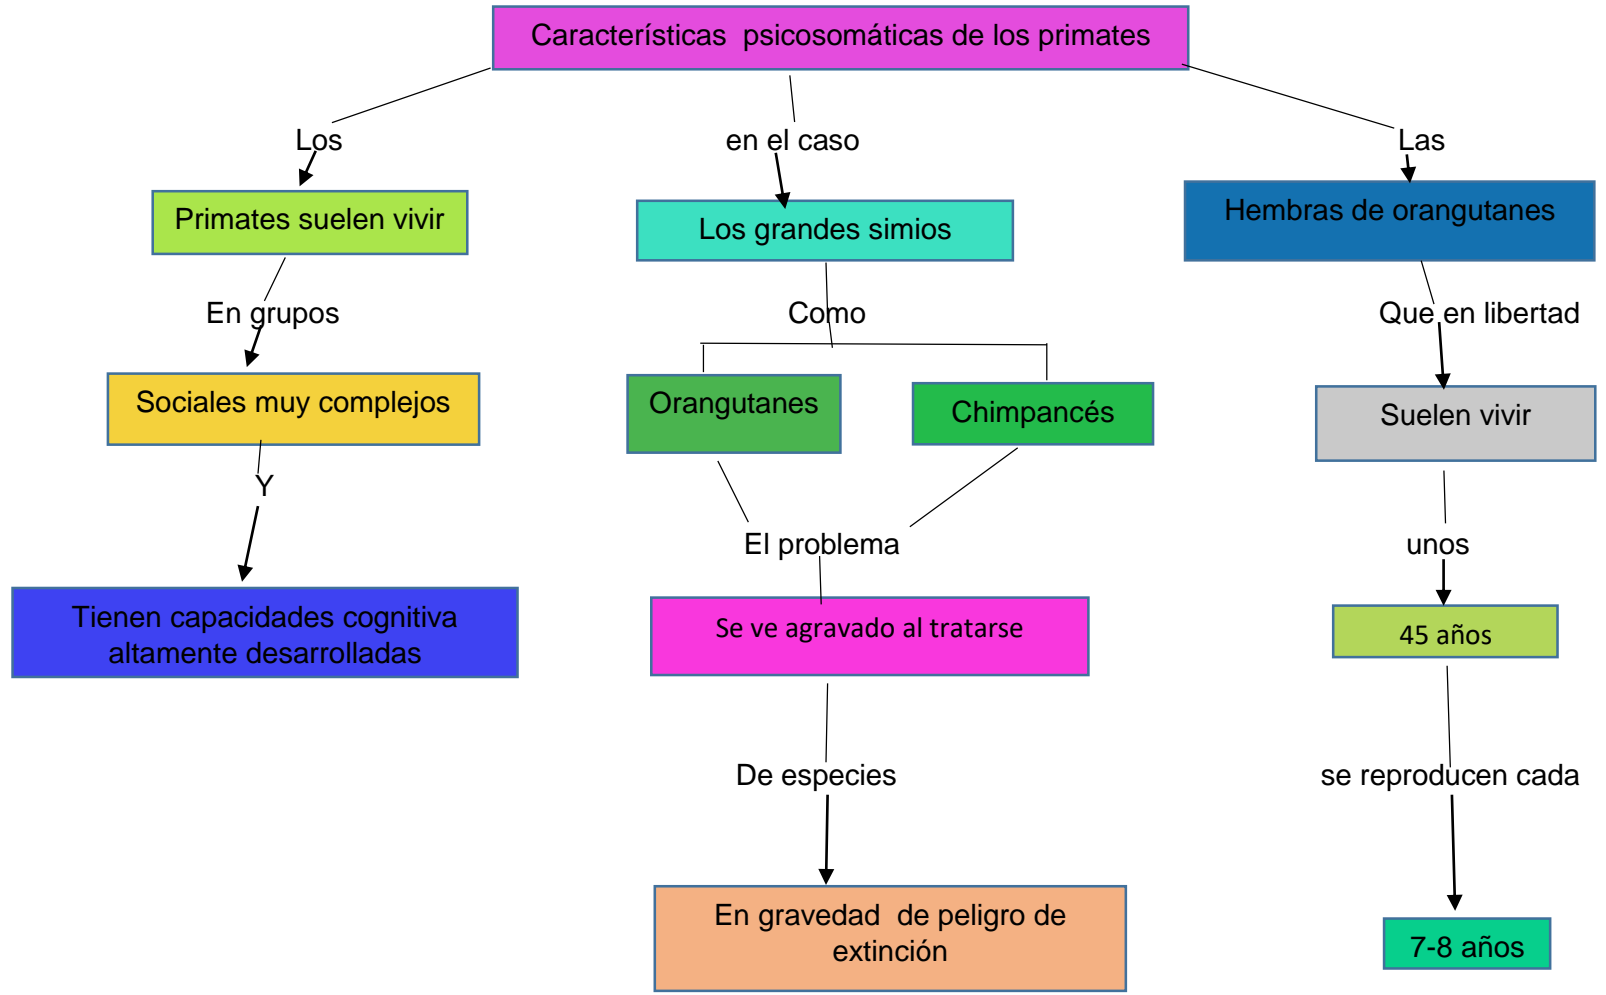 Características  psicosomáticas de los primates
Los
en el caso
Las
Primates suelen vivir
Los grandes simios
Hembras de orangutanes
En grupos
Como
Que en libertad
Sociales muy complejos
Orangutanes
Chimpancés
Suelen vivir
Y
El problema
unos
Tienen capacidades cognitiva
altamente desarrolladas
Se ve agravado al tratarse
45 años
De especies
se reproducen cada
En gravedad  de peligro de
extinción
7-8 años